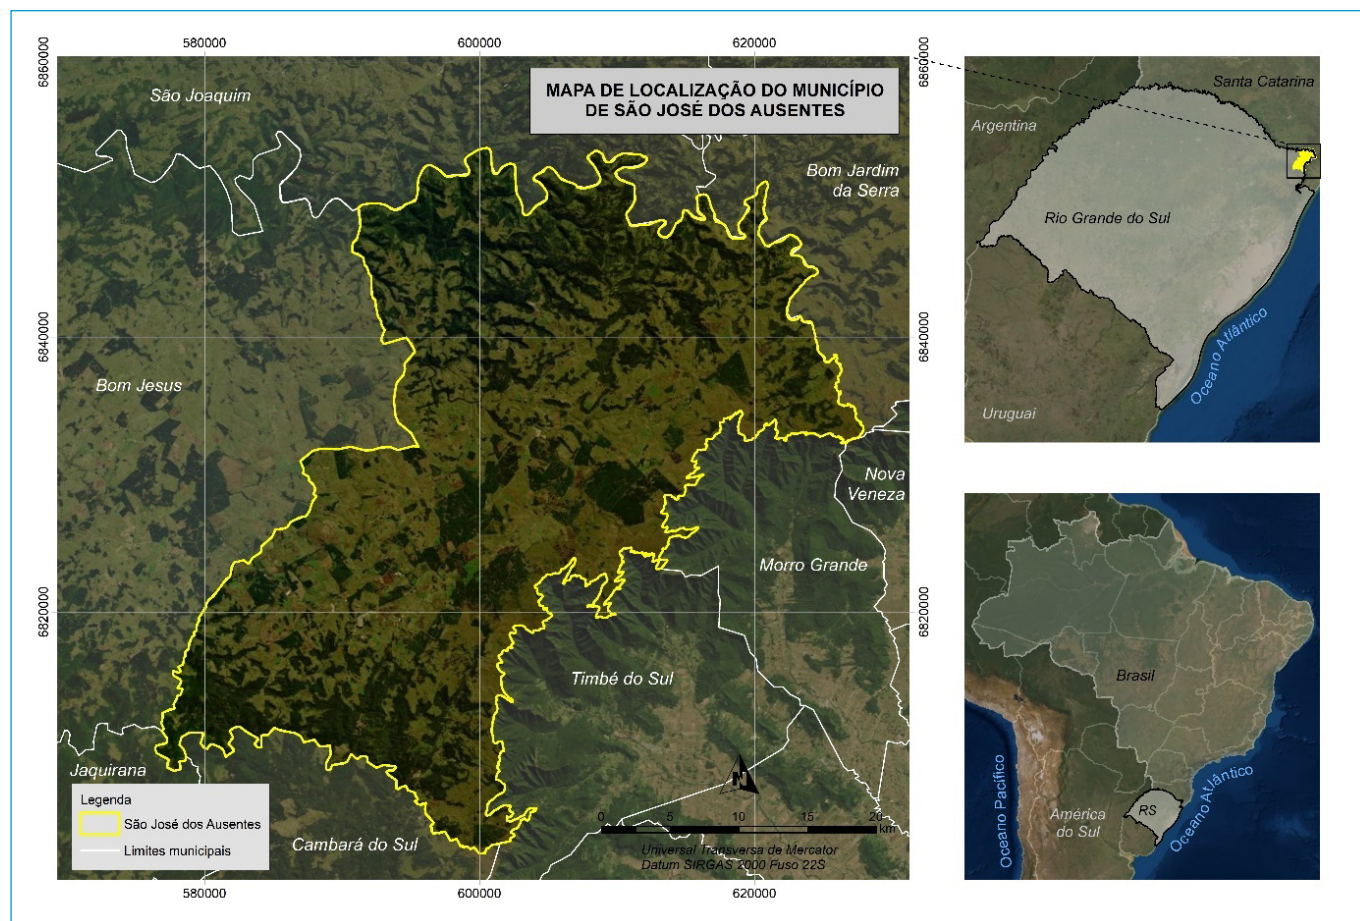 580000
600000
620000
6860000
6860000
MAPA DE LOCALIZAÇÃO DO MUNICÍPIO
DE SÃO JOSÉ DOS AUSENTES
São Joaquim
Bom Jardim
da Serra
6840000
6840000
Bom Jesus
Nova
Veneza
Morro Grande
6820000
6820000
Timbé do Sul
Jaquirana
Cambará do Sul
Legenda
São José dos Ausentes
Limites municipais
N
0 5 10 20
km
Universal Transversa de Mercator
Datum SIRGAS 2000 Fuso 22S
580000
600000
620000
Santa Catarina
Argentina
Rio Grande do Sul
Oceano Atlântico
Uruguai
Brasil
Oceano Pacífico
América
do Sul
RS
Oceano Atlântico